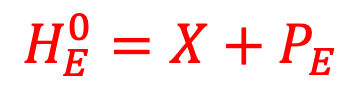 H_E^0 = X + P_E